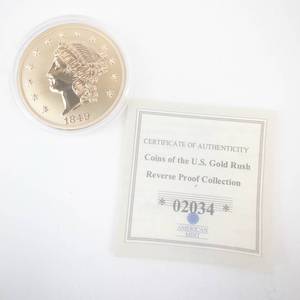 1849
CERTIFICATE OF AUTHENTICITY
Coins of the U.S. Gold Rush
Reverse Proof Collection
* 02034 *
AMERICAN
MINT